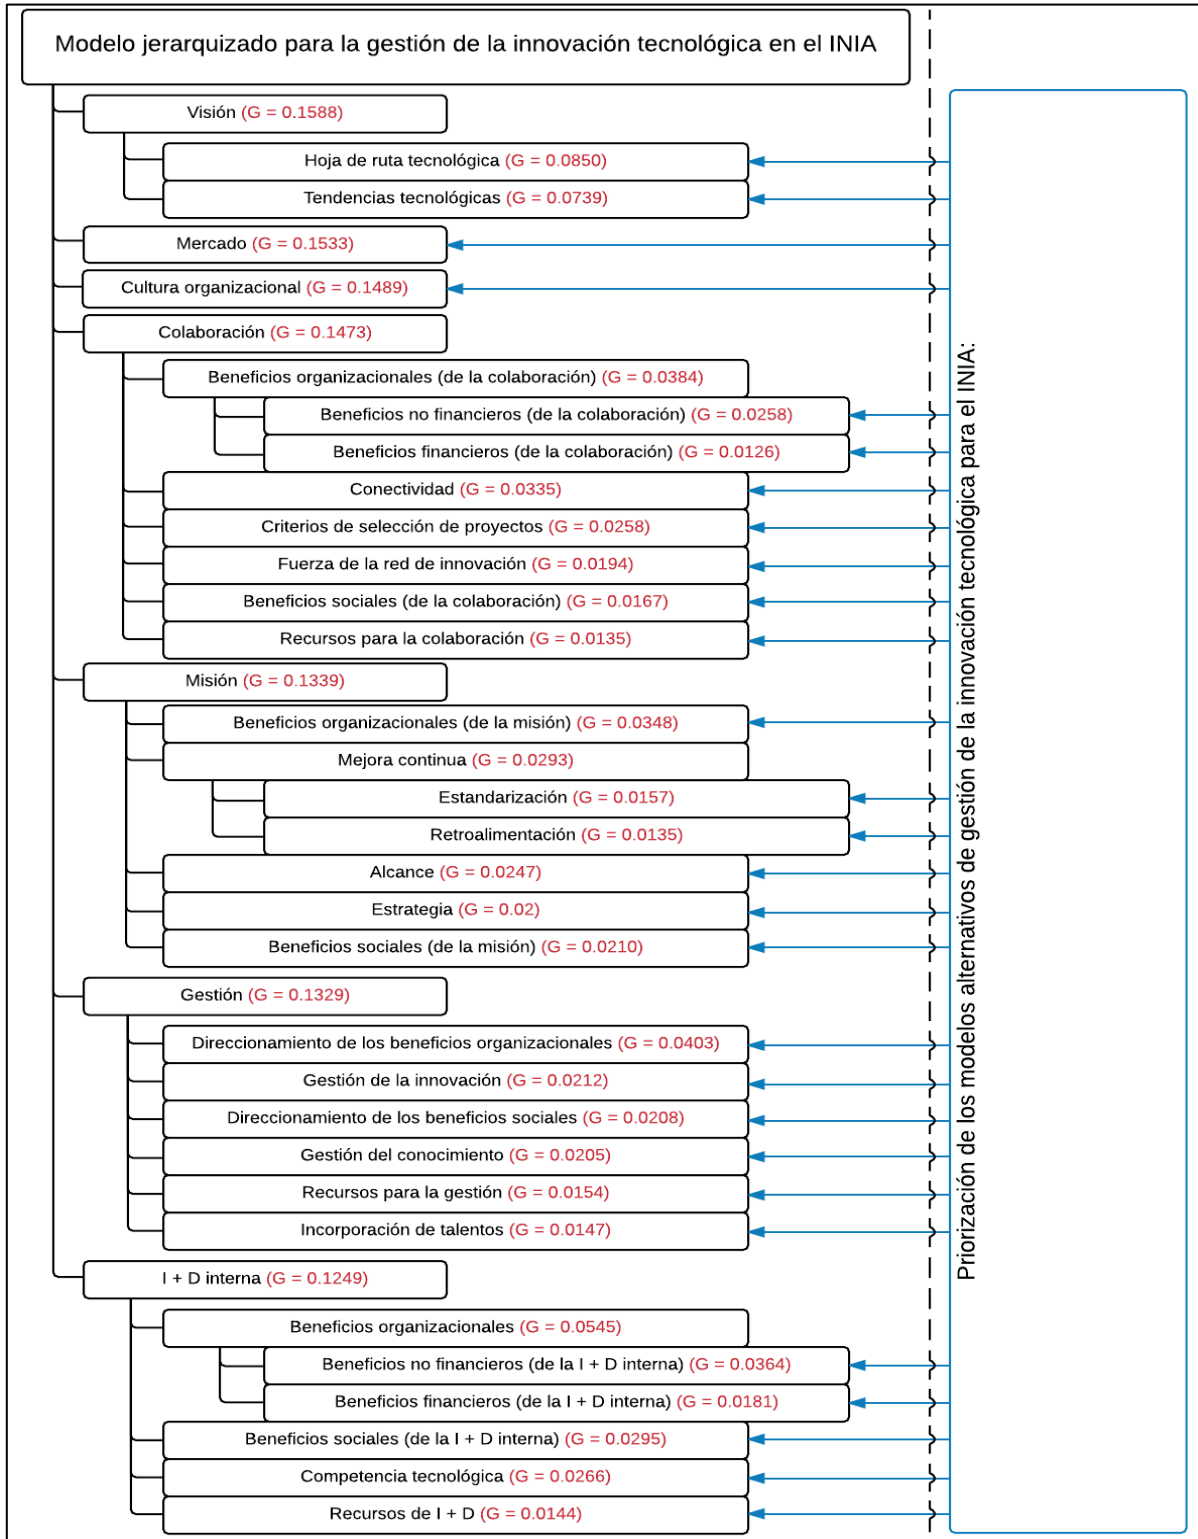 Modelo jerarquizado para la gestión de la innovación tecnológica en el INIA
Visión (G = 0.1588)
Hoja de ruta tecnológica (G = 0.0850)
Tendencias tecnológicas (G = 0.0739)
Mercado (G = 0.1533)
Cultura organizacional (G = 0.1489)
Colaboración (G = 0.1473)
Beneficios organizacionales (de la colaboración) (G = 0.0384)
Beneficios no financieros (de la colaboración) (G = 0.0258)
Beneficios financieros (de la colaboración) (G = 0.0126)
Conectividad (G = 0.0335)
Criterios de selección de proyectos (G = 0.0258)
Fuerza de la red de innovación (G = 0.0194)
Beneficios sociales (de la colaboración) (G = 0.0167)
Recursos para la colaboración (G = 0.0135)
Misión (G = 0.1339)
Beneficios organizacionales (de la misión) (G = 0.0348)
Mejora continua (G = 0.0293)
Estandarización (G = 0.0157)
Retroalimentación (G = 0.0135)
Alcance (G = 0.0247)
Estrategia (G = 0.02)
Beneficios sociales (de la misión) (G = 0.0210)
Gestión (G = 0.1329)
Direccionamiento de los beneficios organizacionales (G = 0.0403)
Gestión de la innovación (G = 0.0212)
Direccionamiento de los beneficios sociales (G = 0.0208)
Gestión del conocimiento (G = 0.0205)
Recursos para la gestión (G = 0.0154)
Incorporación de talentos (G = 0.0147)
I + D interna (G = 0.1249)
Beneficios organizacionales (G = 0.0545)
Beneficios no financieros (de la I + D interna) (G = 0.0364)
Beneficios financieros (de la I + D interna) (G = 0.0181)
Beneficios sociales (de la I + D interna) (G = 0.0295)
Competencia tecnológica (G = 0.0266)
Recursos de I + D (G = 0.0144)
Priorización de los modelos alternativos de gestión de la innovación tecnológica para el INIA: